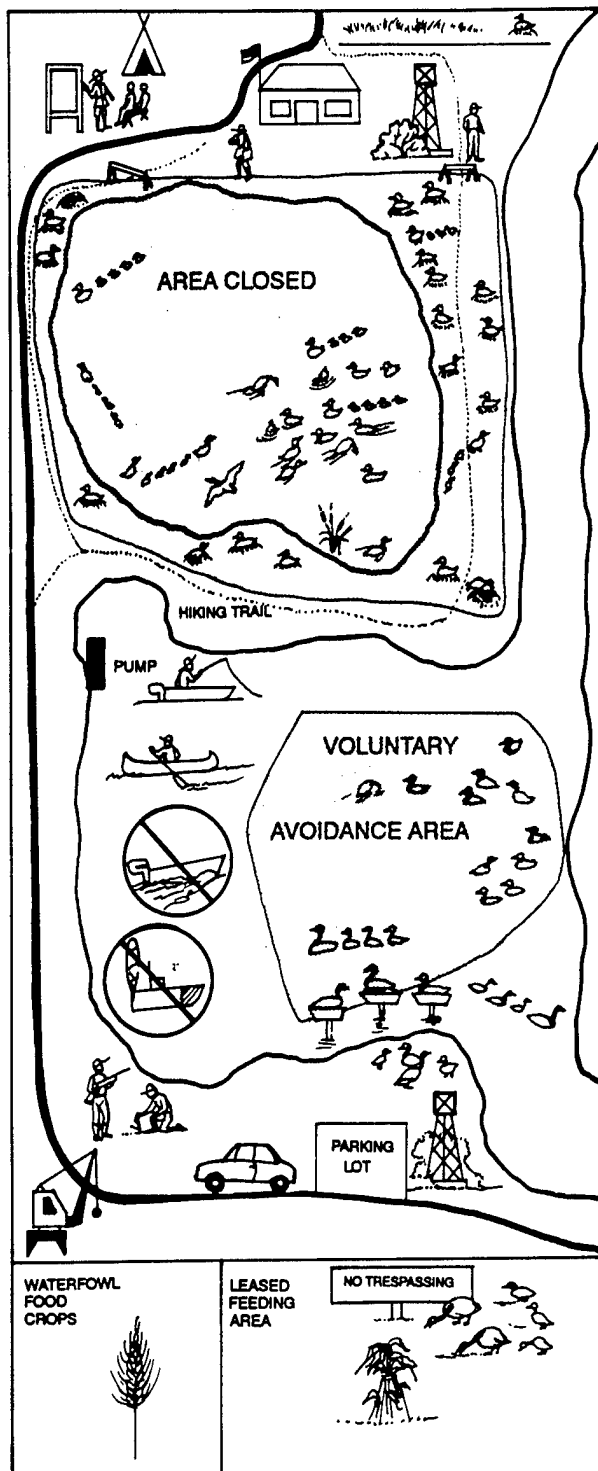 AREA CLOSED
HIKING TRAIL
PUMP
VOLUNTARY
AVOIDANCE AREA
PARKING
LOT
WATERFOWL
FOOD
CROPS
LEASED
FEEDING
AREA
NO TRESPASSING